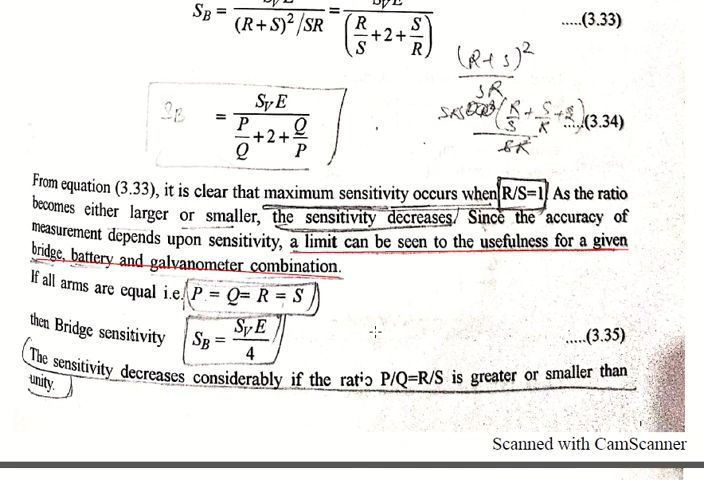 S_B = S_V E / (R+S)²/SR = S_V E / (R/S + 2 + S/R) .....(3.33)
(R+S)²
SR
S_B = S_V E / (P/Q + 2 + Q/P) (R/S + S/R + 2) .....(3.34)
SR
From equation (3.33), it is clear that maximum sensitivity occurs when R/S=1. As the ratio
becomes either larger or smaller, the sensitivity decreases. Since the accuracy of
measurement depends upon sensitivity, a limit can be seen to the usefulness for a given
bridge, battery and galvanometer combination.
If all arms are equal i.e. P = Q= R = S
then Bridge sensitivity S_B = S_V E / 4 .....(3.35)
The sensitivity decreases considerably if the ratio P/Q=R/S is greater or smaller than
unity.
Scanned with CamScanner